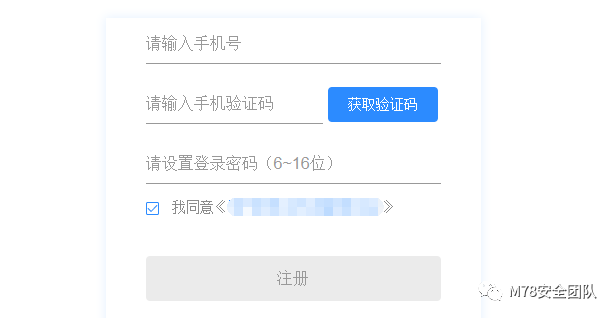 请输入手机号
请输入手机验证码 获取验证码
请设置登录密码（6~16位）
我同意《》
注册
M78安全团队